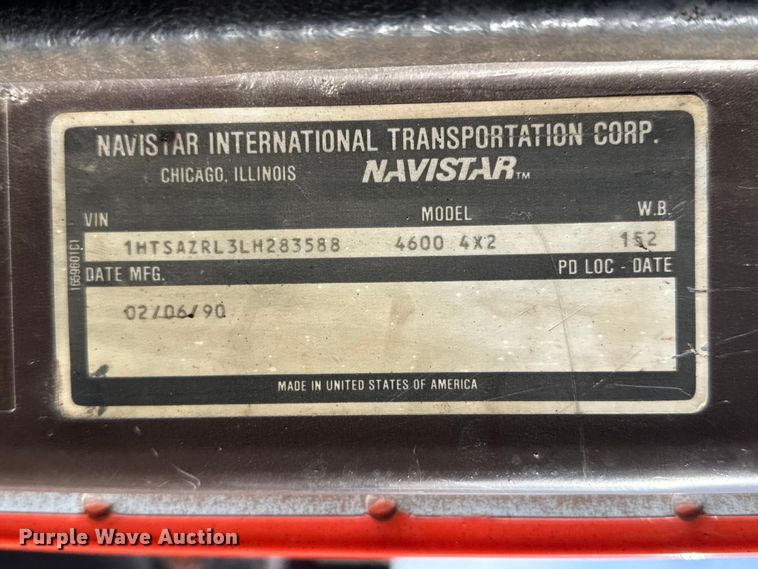 NAVISTAR INTERNATIONAL TRANSPORTATION CORP.
CHICAGO, ILLINOIS NAVISTAR™
VIN MODEL W.B.
1HTSAZRL3LH283588 4600 4X2 152
DATE MFG. PD LOC - DATE
02/06/90
MADE IN UNITED STATES OF AMERICA
1659601C1
Purple Wave Auction